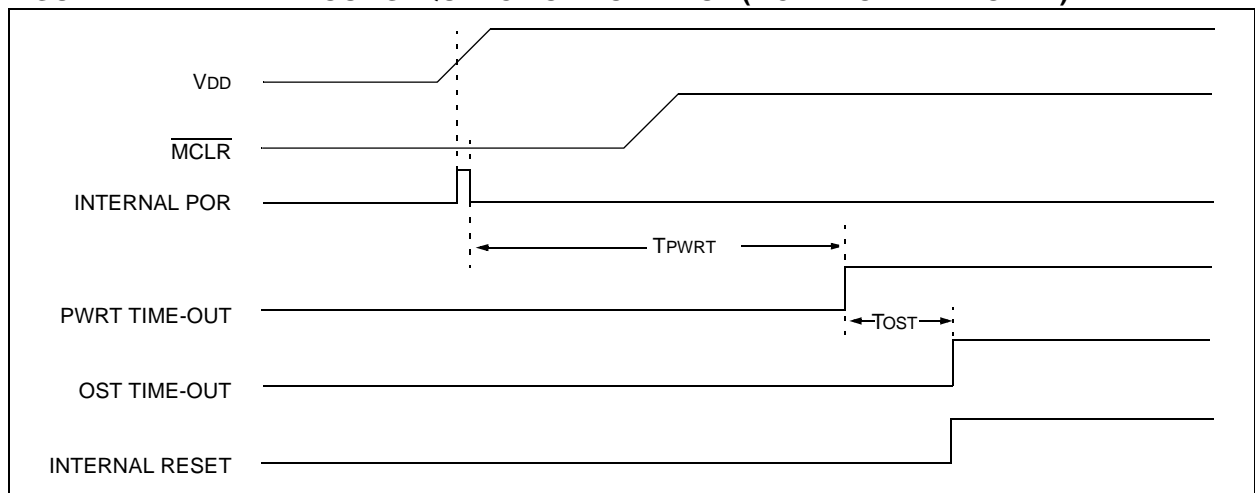 VDD
MCLR
INTERNAL POR
TPWRT
PWRT TIME-OUT
TOST
OST TIME-OUT
INTERNAL RESET